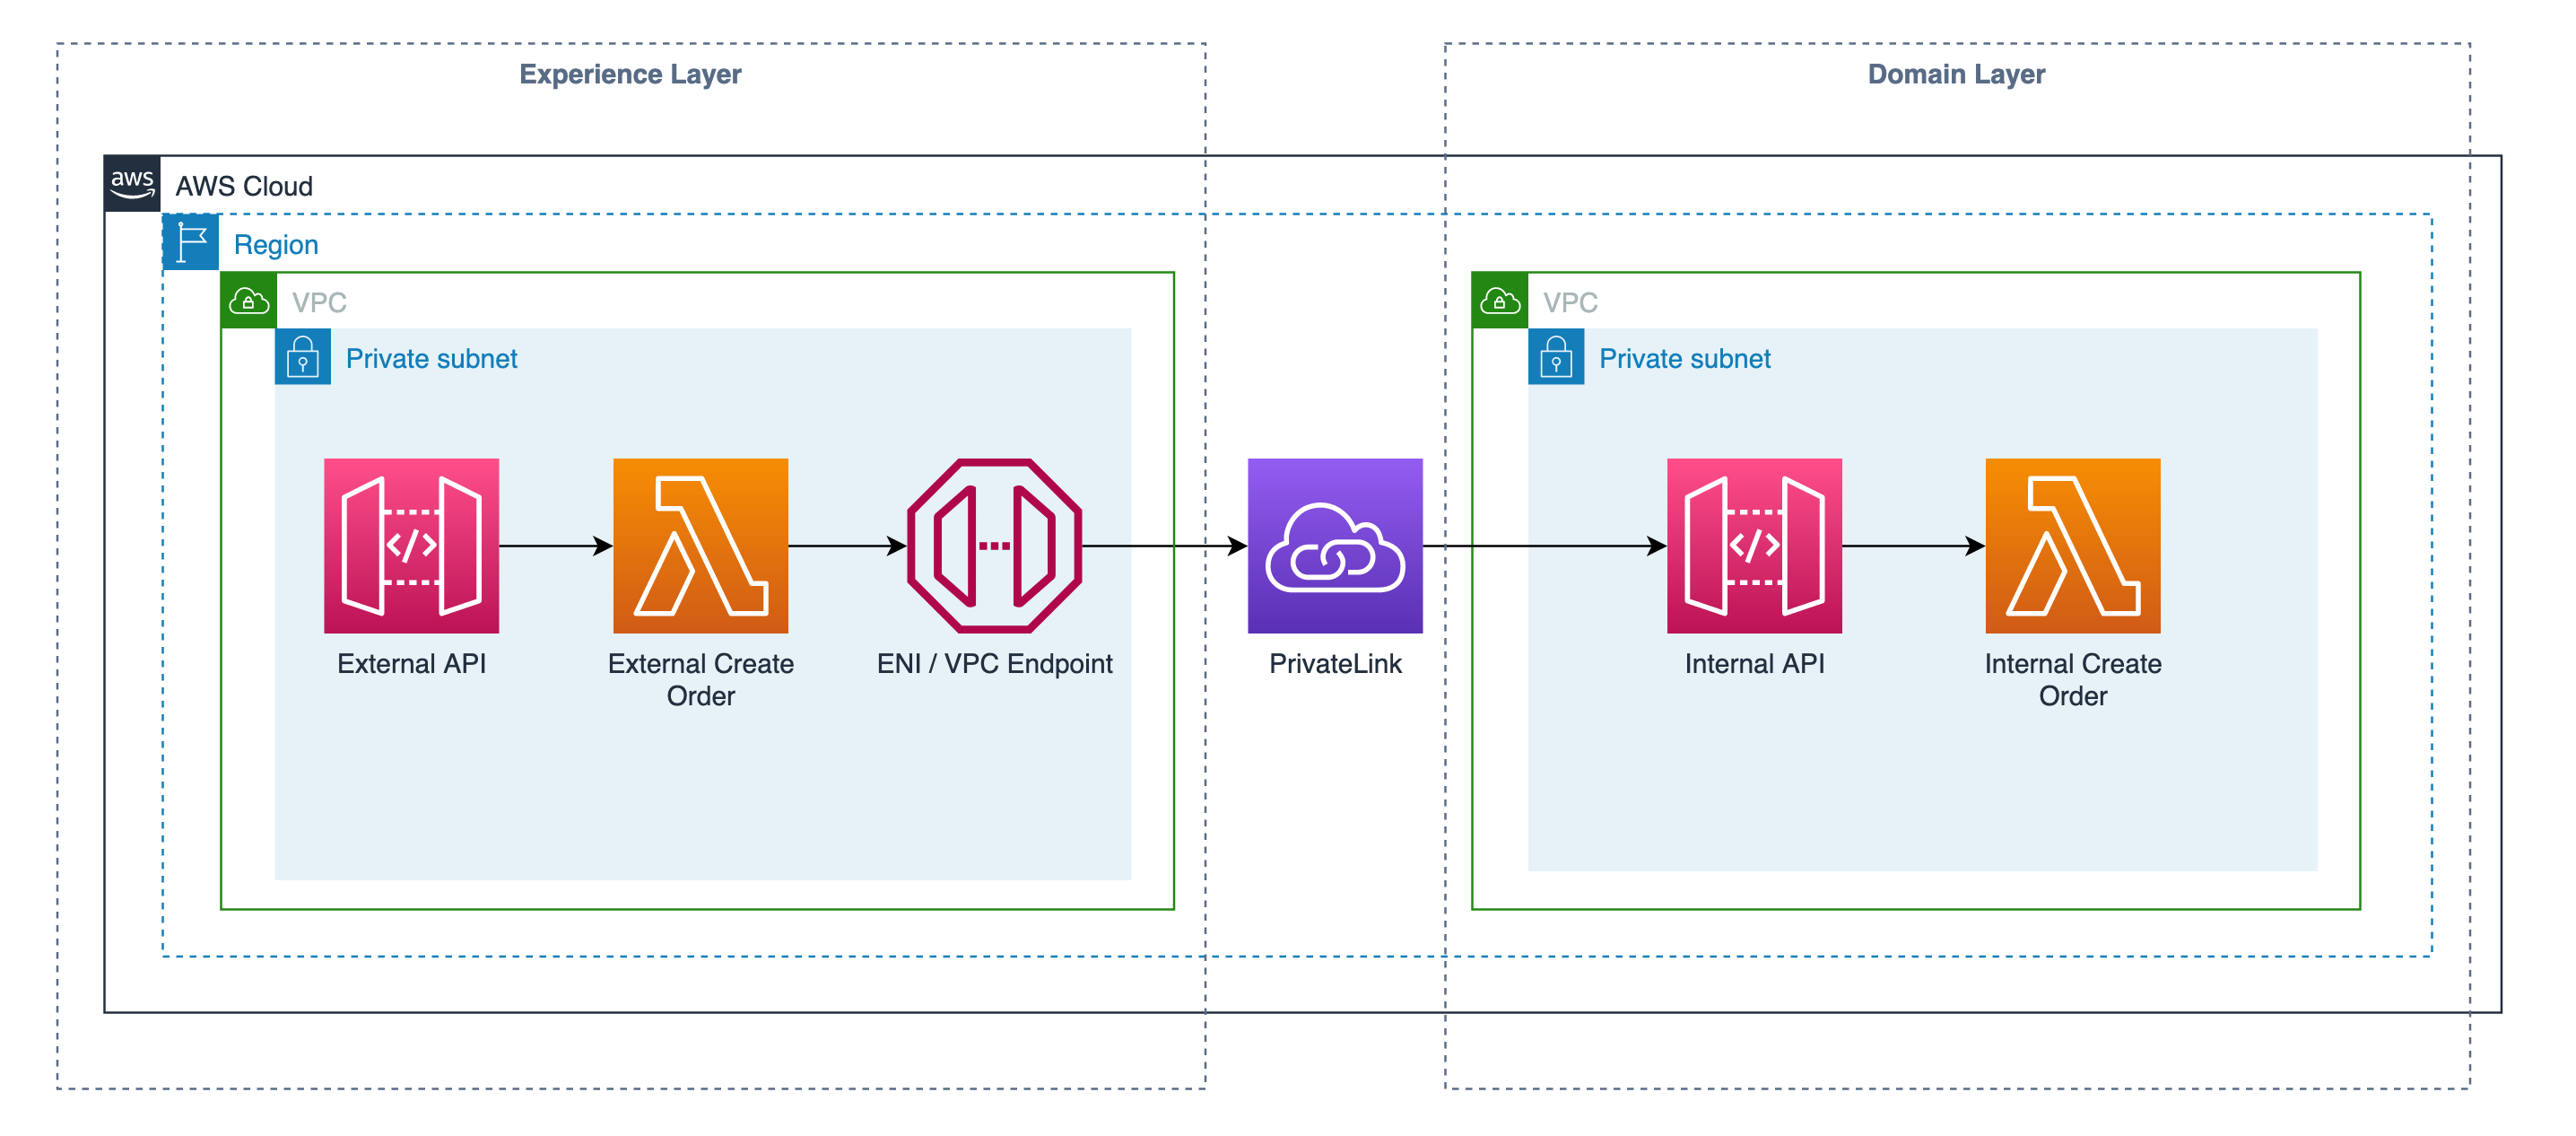 Experience Layer
Domain Layer
aws
AWS Cloud
Region
VPC
Private subnet
External API
External Create
Order
ENI / VPC Endpoint
PrivateLink
VPC
Private subnet
Internal API
Internal Create
Order